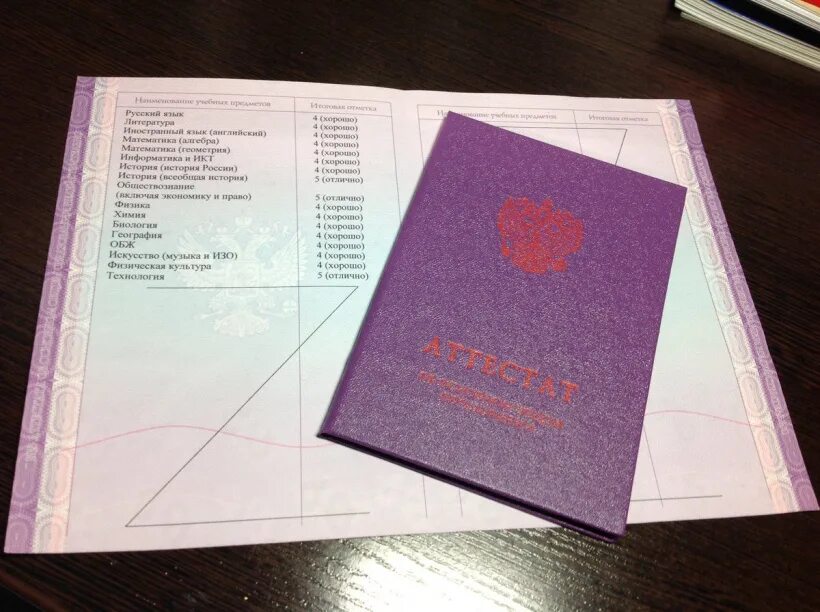 Наименование учебных предметов Итоговая отметка
Русский язык 4 (хорошо)
Литература 4 (хорошо)
Иностранный язык (английский) 4 (хорошо)
Математика (алгебра) 4 (хорошо)
Математика (геометрия) 4 (хорошо)
Информатика и ИКТ 4 (хорошо)
История (история России) 4 (хорошо)
История (всеобщая история) 5 (отлично)
Обществознание
(включая экономику и право) 5 (отлично)
Физика 4 (хорошо)
Химия 4 (хорошо)
Биология 4 (хорошо)
География 4 (хорошо)
ОБЖ 4 (хорошо)
Искусство (музыка и ИЗО) 4 (хорошо)
Физическая культура 4 (хорошо)
Технология 5 (отлично)
Наименование учебных предметов Итоговая отметка
АТТЕСТАТ